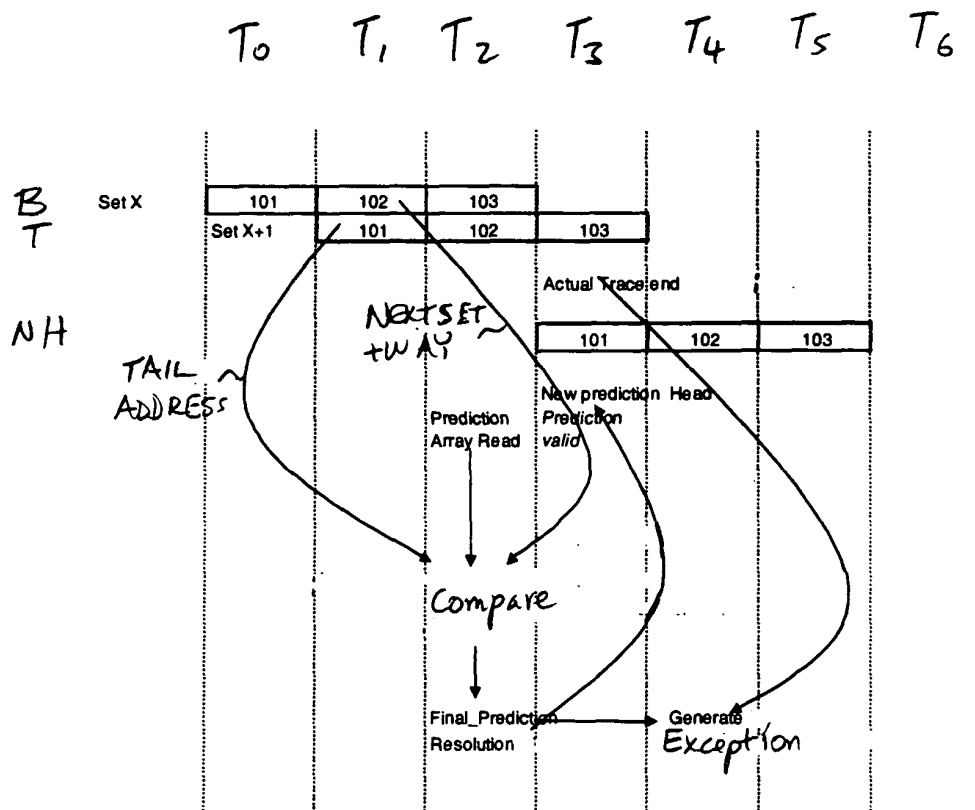 T0 T1 T2 T3 T4 T5 T6
B Set X 101 102 103
T Set X+1 101 102 103
Actual Trace end
NH 101 102 103
NEXT SET
+WAY
TAIL
ADDRESS
New prediction Head
Prediction
Array Read
Prediction
valid
Compare
Final_Prediction
Resolution
Generate
Exception